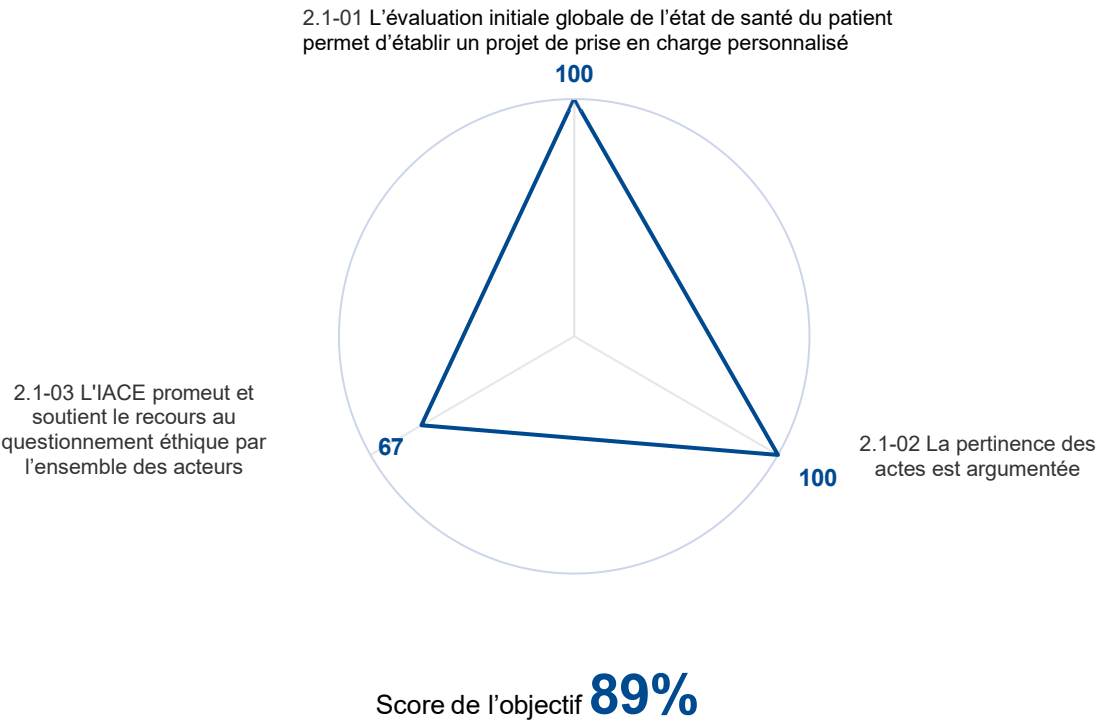 2.1-01 L’évaluation initiale globale de l’état de santé du patient
permet d’établir un projet de prise en charge personnalisé
100
2.1-03 L'IACE promeut et
soutient le recours au
questionnement éthique par
l’ensemble des acteurs
67
2.1-02 La pertinence des
actes est argumentée
100
Score de l’objectif 89%